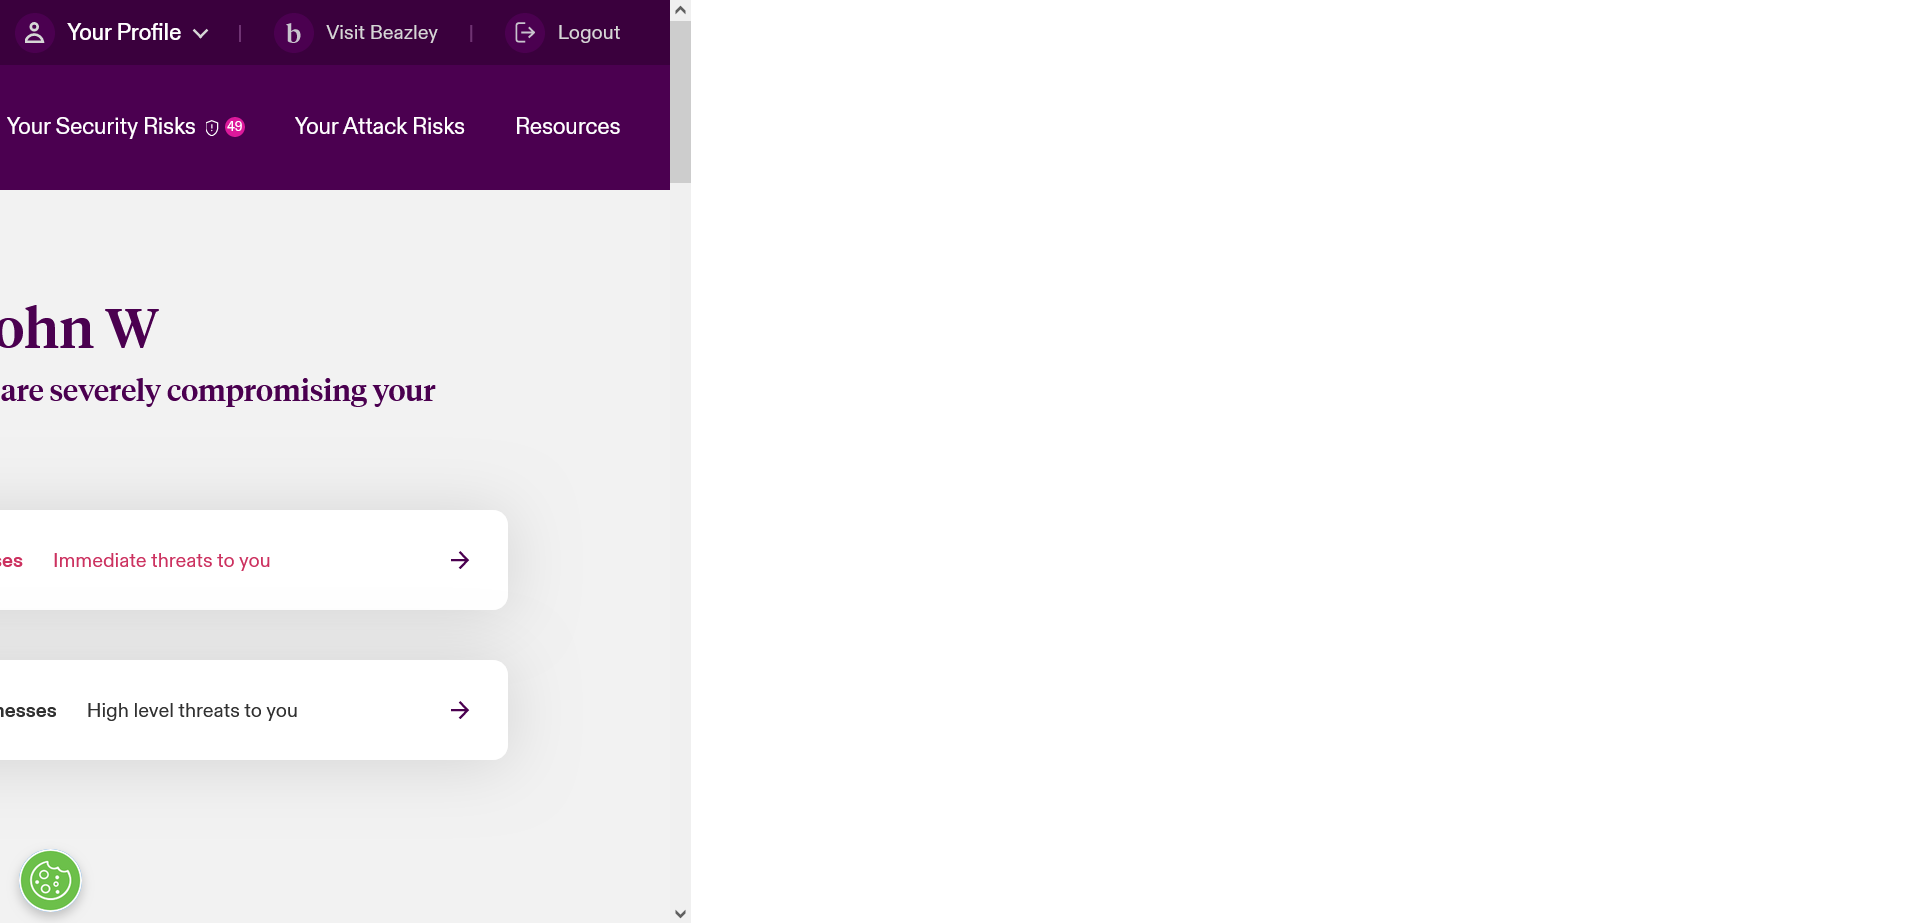 Your Profile | b Visit Beazley | Logout
Your Security Risks 49 Your Attack Risks Resources
ohn W
are severely compromising your
es Immediate threats to you
nesses High level threats to you